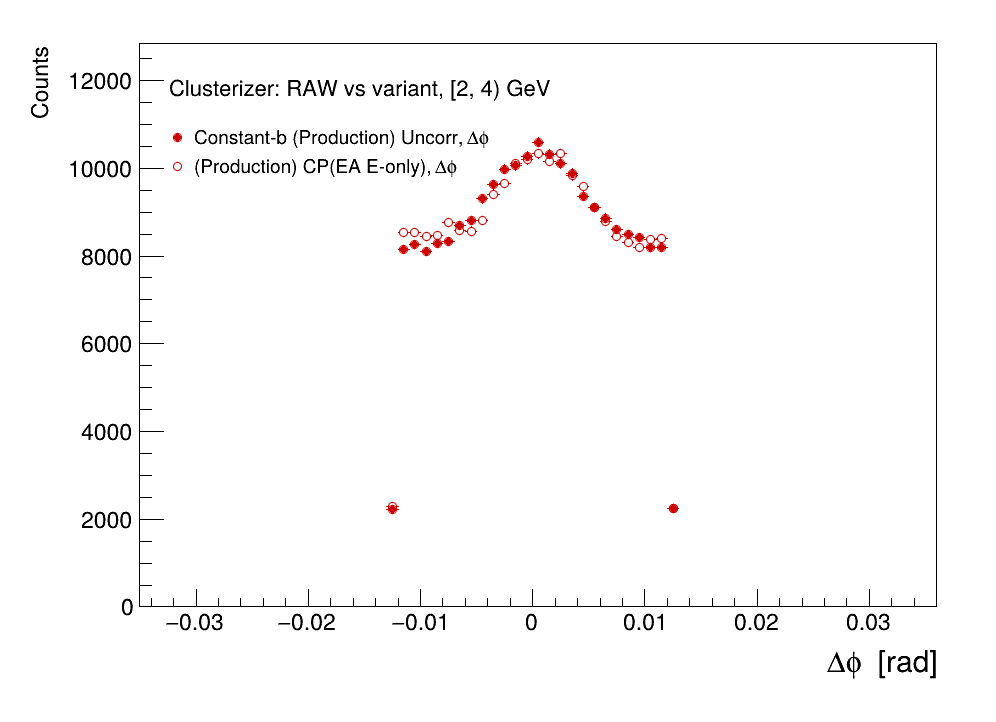 Counts
12000
10000
8000
6000
4000
2000
0
Clusterizer: RAW vs variant, [2, 4) GeV
Constant-b (Production) Uncorr, Δϕ
(Production) CP(EA E-only), Δϕ
−0.03 −0.02 −0.01 0 0.01 0.02 0.03
Δϕ [rad]